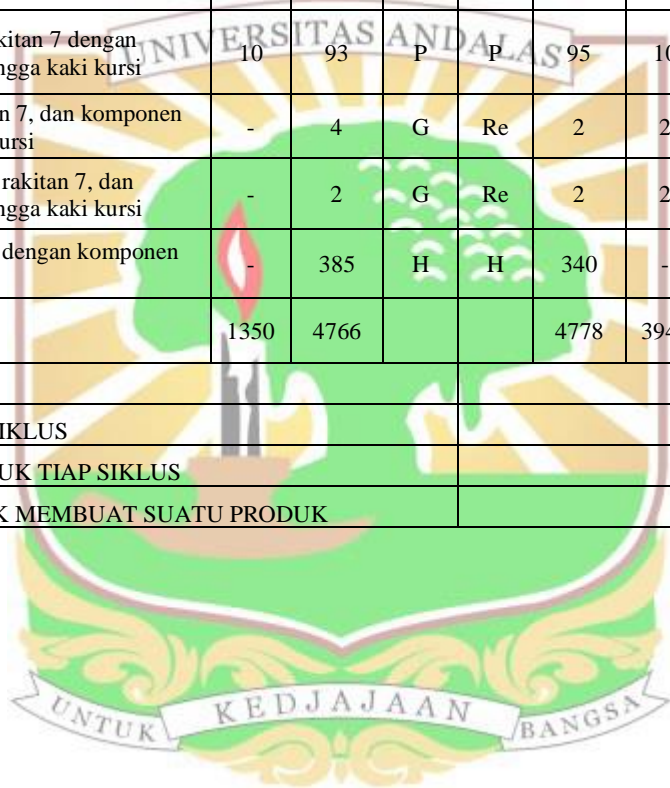 UNIVERSITAS ANDALAS
kitan 7 dengan
ngga kaki kursi
10 93 P P 95 10
n 7, dan komponen
ursi
- 4 G Re 2 2
rakitan 7, dan
ngga kaki kursi
- 2 G Re 2 2
dengan komponen
- 385 H H 340 -
1350 4766 4778 394
IKLUS
UK TIAP SIKLUS
K MEMBUAT SUATU PRODUK
UNTUK KEDJAJAAN BANGSA